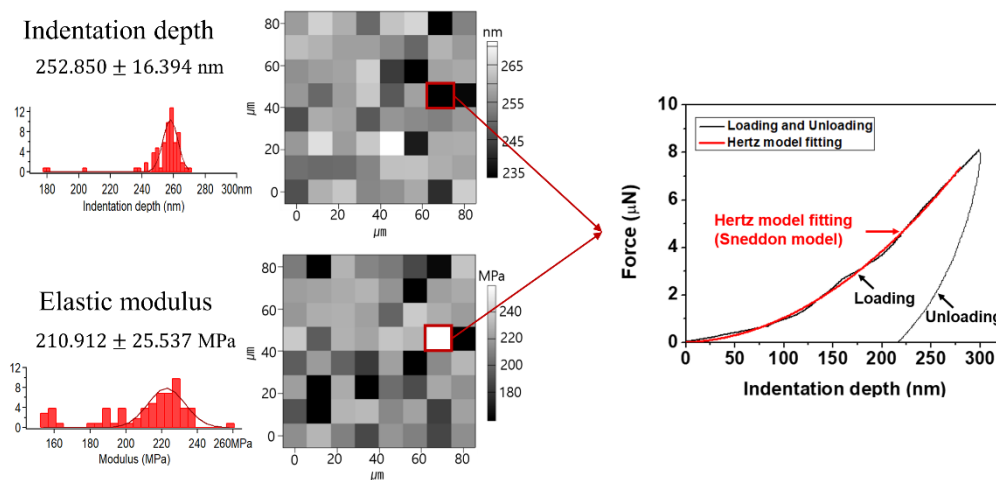 Indentation depth
252.850 ± 16.394 nm
12
8
4
0
180 200 220 240 260 280 300nm
Indentation depth (nm)
80
60
40
20
0
μm
0 20 40 60 80
μm
nm
265
255
245
235
Elastic modulus
210.912 ± 25.537 MPa
12
8
4
0
160 180 200 220 240 260MPa
Modulus (MPa)
80
60
40
20
0
μm
0 20 40 60 80
μm
MPa
240
220
200
180
Loading and Unloading
Hertz model fitting
10
8
6
4
2
0
Force (μN)
Hertz model fitting
(Sneddon model)
Loading
Unloading
0 50 100 150 200 250 300
Indentation depth (nm)